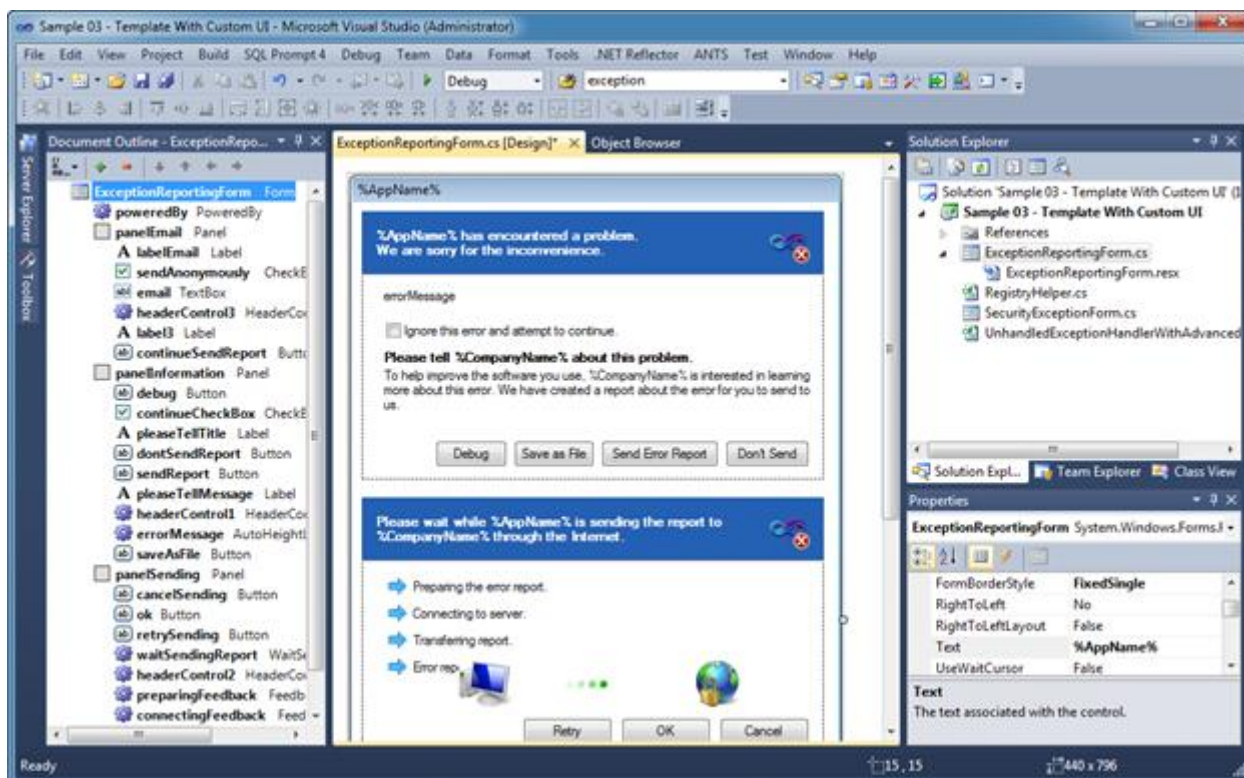 Sample 03 - Template With Custom UI - Microsoft Visual Studio (Administrator)
File Edit View Project Build SQL Prompt 4 Debug Team Data Format Tools .NET Reflector ANTS Test Window Help
Debug exception
Server Explorer
Toolbox
Document Outline - ExceptionRepo...
ExceptionReportingForm Form
poweredBy PoweredBy
panelEmail Panel
labelEmail Label
sendAnonymously CheckB
email TextBox
headerControl3 HeaderCo
label3 Label
continueSendReport Butto
panelInformation Panel
debug Button
continueCheckBox CheckB
pleaseTellTitle Label
dontSendReport Button
sendReport Button
pleaseTellMessage Label
headerControl1 HeaderCo
errorMessage AutoHeightL
saveAsFile Button
panelSending Panel
cancelSending Button
ok Button
retrySending Button
waitSendingReport WaitSe
headerControl2 HeaderCo
preparingFeedback Feedb
connectingFeedback Feed
ExceptionReportingForm.cs [Design]* Object Browser
%AppName%
%AppName% has encountered a problem.
We are sorry for the inconvenience.
errorMessage
Ignore this error and attempt to continue.
Please tell %CompanyName% about this problem.
To help improve the software you use, %CompanyName% is interested in learning
more about this error. We have created a report about the error for you to send to
us.
Debug Save as File Send Error Report Don't Send
Please wait while %AppName% is sending the report to
%CompanyName% through the Internet.
Preparing the error report.
Connecting to server.
Transferring report.
Error rep
Retry OK Cancel
Solution Explorer
Solution 'Sample 03 - Template With Custom UI' (1
Sample 03 - Template With Custom UI
References
ExceptionReportingForm.cs
ExceptionReportingForm.resx
RegistryHelper.cs
SecurityExceptionForm.cs
UnhandledExceptionHandlerWithAdvanced
Solution Expl... Team Explorer Class View
Properties
ExceptionReportingForm System.Windows.Forms.F
FormBorderStyle FixedSingle
RightToLeft No
RightToLeftLayout False
Text %AppName%
UseWaitCursor False
Text
The text associated with the control.
Ready 15, 15 440 x 796